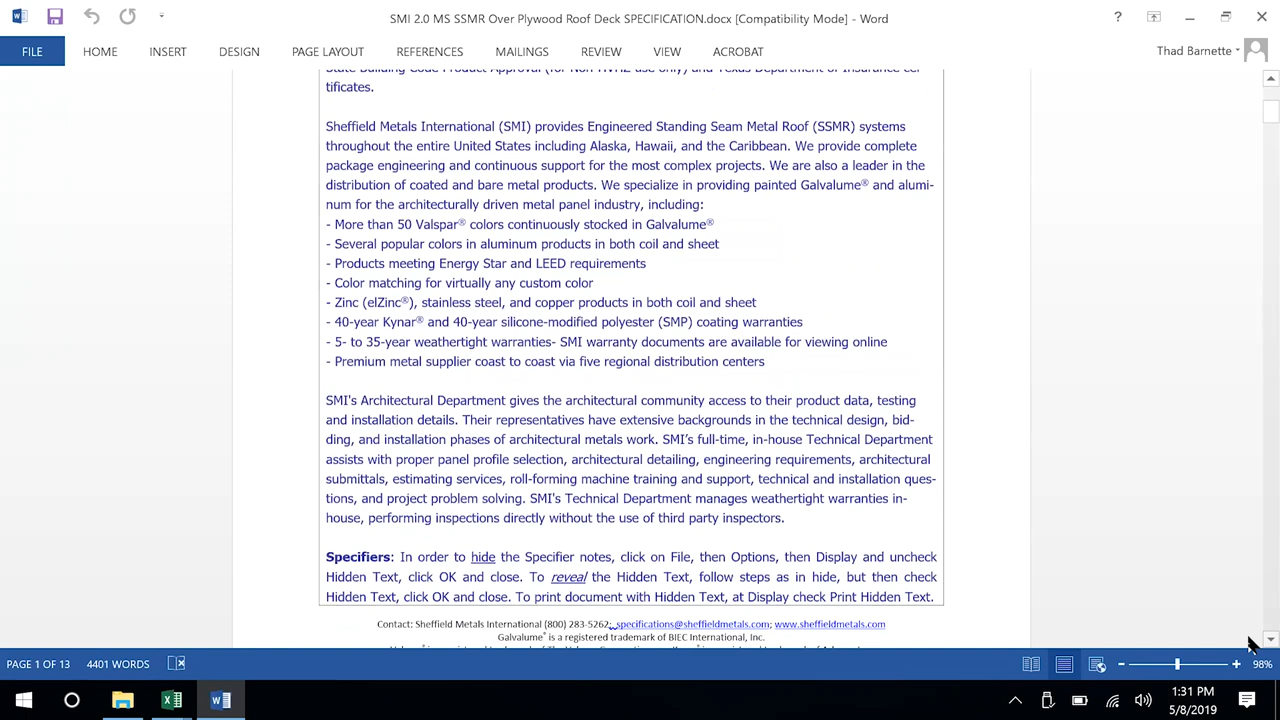 SMI 2.0 MS SSMR Over Plywood Roof Deck SPECIFICATION.docx [Compatibility Mode] - Word
?
FILE HOME INSERT DESIGN PAGE LAYOUT REFERENCES MAILINGS REVIEW VIEW ACROBAT Thad Barnette
State Building Code Product Approval (for Non HVHZ use only) and Texas Department of Insurance cer-
tificates.
Sheffield Metals International (SMI) provides Engineered Standing Seam Metal Roof (SSMR) systems
throughout the entire United States including Alaska, Hawaii, and the Caribbean. We provide complete
package engineering and continuous support for the most complex projects. We are also a leader in the
distribution of coated and bare metal products. We specialize in providing painted Galvalume® and alumi-
num for the architecturally driven metal panel industry, including:
- More than 50 Valspar® colors continuously stocked in Galvalume®
- Several popular colors in aluminum products in both coil and sheet
- Products meeting Energy Star and LEED requirements
- Color matching for virtually any custom color
- Zinc (elZinc®), stainless steel, and copper products in both coil and sheet
- 40-year Kynar® and 40-year silicone-modified polyester (SMP) coating warranties
- 5- to 35-year weathertight warranties- SMI warranty documents are available for viewing online
- Premium metal supplier coast to coast via five regional distribution centers
SMI's Architectural Department gives the architectural community access to their product data, testing
and installation details. Their representatives have extensive backgrounds in the technical design, bid-
ding, and installation phases of architectural metals work. SMI's full-time, in-house Technical Department
assists with proper panel profile selection, architectural detailing, engineering requirements, architectural
submittals, estimating services, roll-forming machine training and support, technical and installation ques-
tions, and project problem solving. SMI's Technical Department manages weathertight warranties in-
house, performing inspections directly without the use of third party inspectors.
Specifiers: In order to hide the Specifier notes, click on File, then Options, then Display and uncheck
Hidden Text, click OK and close. To reveal the Hidden Text, follow steps as in hide, but then check
Hidden Text, click OK and close. To print document with Hidden Text, at Display check Print Hidden Text.
Contact: Sheffield Metals International (800) 283-5262; specifications@sheffieldmetals.com; www.sheffieldmetals.com
Galvalume® is a registered trademark of BIEC International, Inc.
PAGE 1 OF 13 4401 WORDS 98%
1:31 PM
5/8/2019